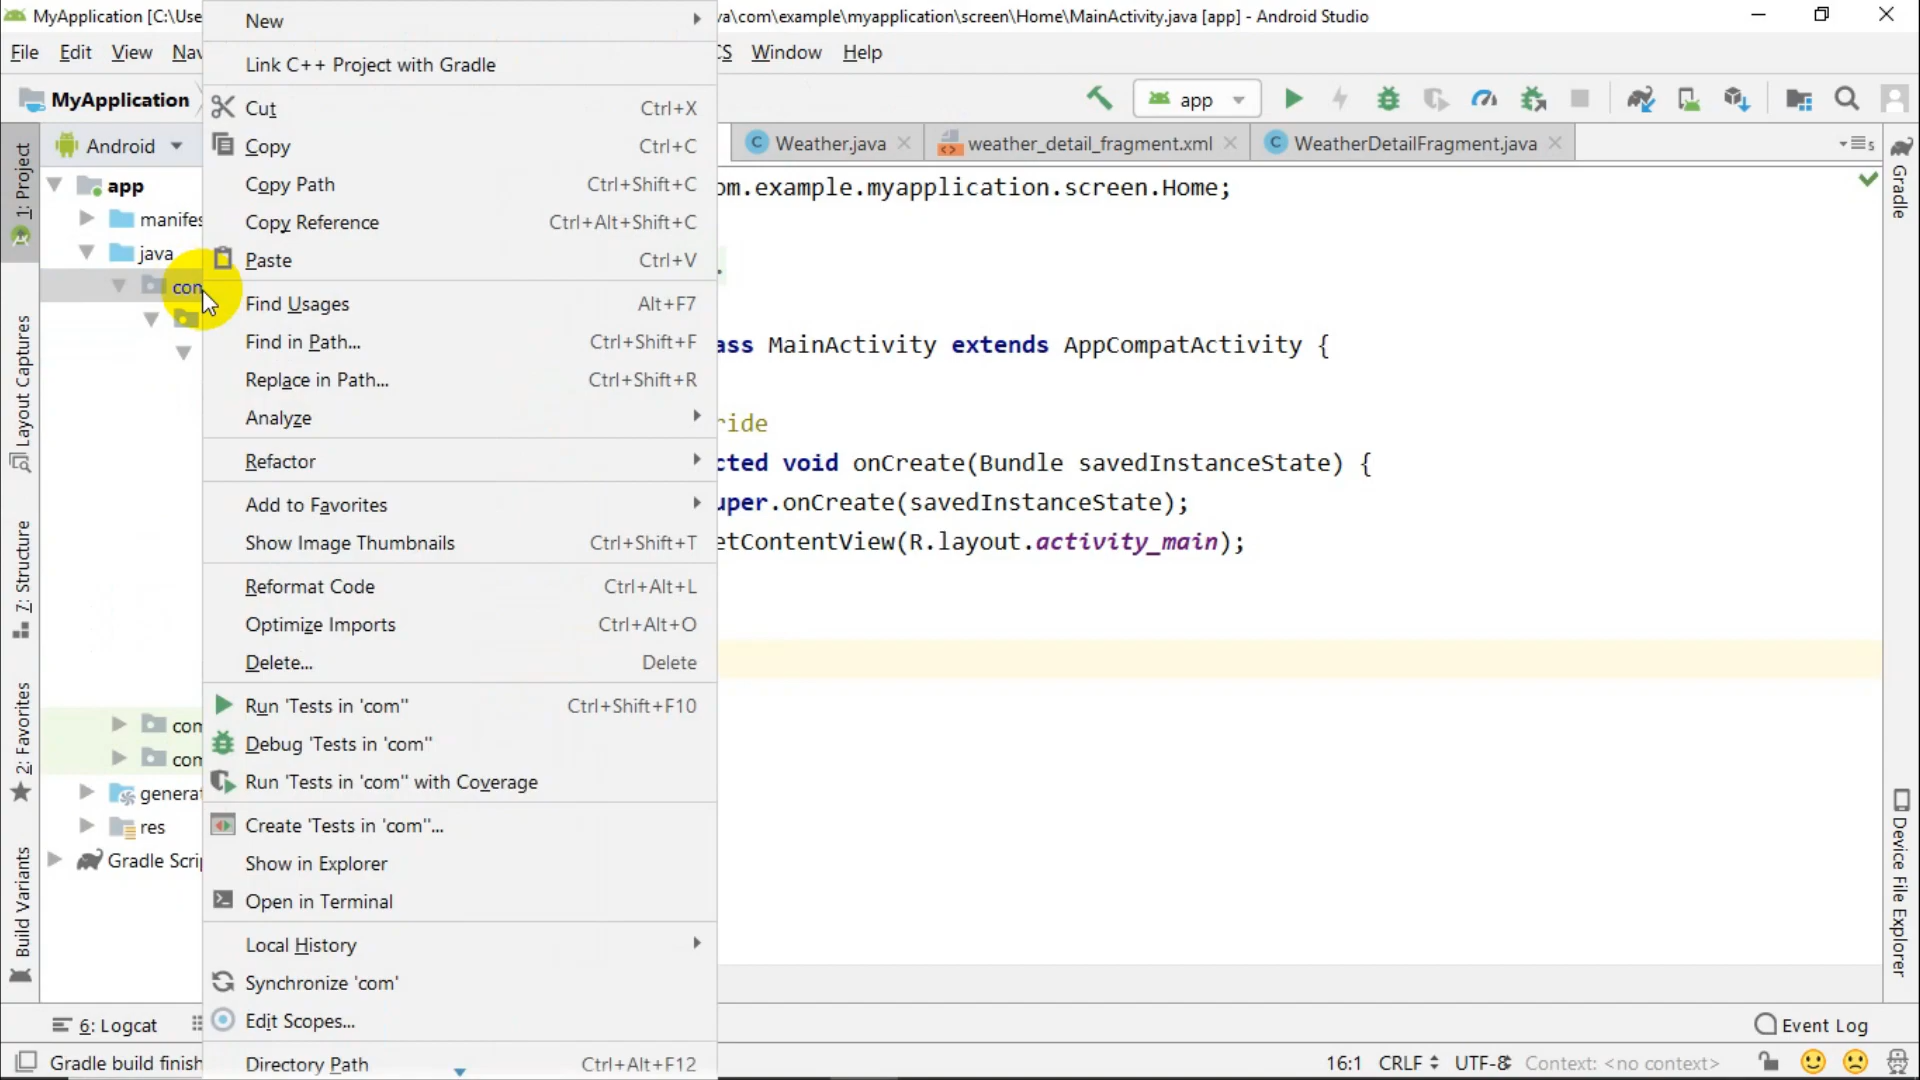 MyApplication [C:\Use
a\com\example\myapplication\screen\Home\MainActivity.java [app] - Android Studio
File Edit View Nav
CS Window Help
MyApplication
app
1: Project
Layout Captures
7: Structure
2: Favorites
Build Variants
Android
app
manifes
java
com
com
com
genera
res
Gradle Scrip
New
Link C++ Project with Gradle
Cut Ctrl+X
Copy Ctrl+C
Copy Path Ctrl+Shift+C
Copy Reference Ctrl+Alt+Shift+C
Paste Ctrl+V
Find Usages Alt+F7
Find in Path... Ctrl+Shift+F
Replace in Path... Ctrl+Shift+R
Analyze
Refactor
Add to Favorites
Show Image Thumbnails Ctrl+Shift+T
Reformat Code Ctrl+Alt+L
Optimize Imports Ctrl+Alt+O
Delete... Delete
Run 'Tests in 'com'' Ctrl+Shift+F10
Debug 'Tests in 'com''
Run 'Tests in 'com'' with Coverage
Create 'Tests in 'com''...
Show in Explorer
Open in Terminal
Local History
Synchronize 'com'
Edit Scopes...
Directory Path Ctrl+Alt+F12
Weather.java weather_detail_fragment.xml WeatherDetailFragment.java
om.example.myapplication.screen.Home;
.
ass MainActivity extends AppCompatActivity {
ride
cted void onCreate(Bundle savedInstanceState) {
uper.onCreate(savedInstanceState);
etContentView(R.layout.activity_main);
Gradle
Device File Explorer
6: Logcat
Event Log
Gradle build finish
16:1 CRLF UTF-8 Context: <no context>